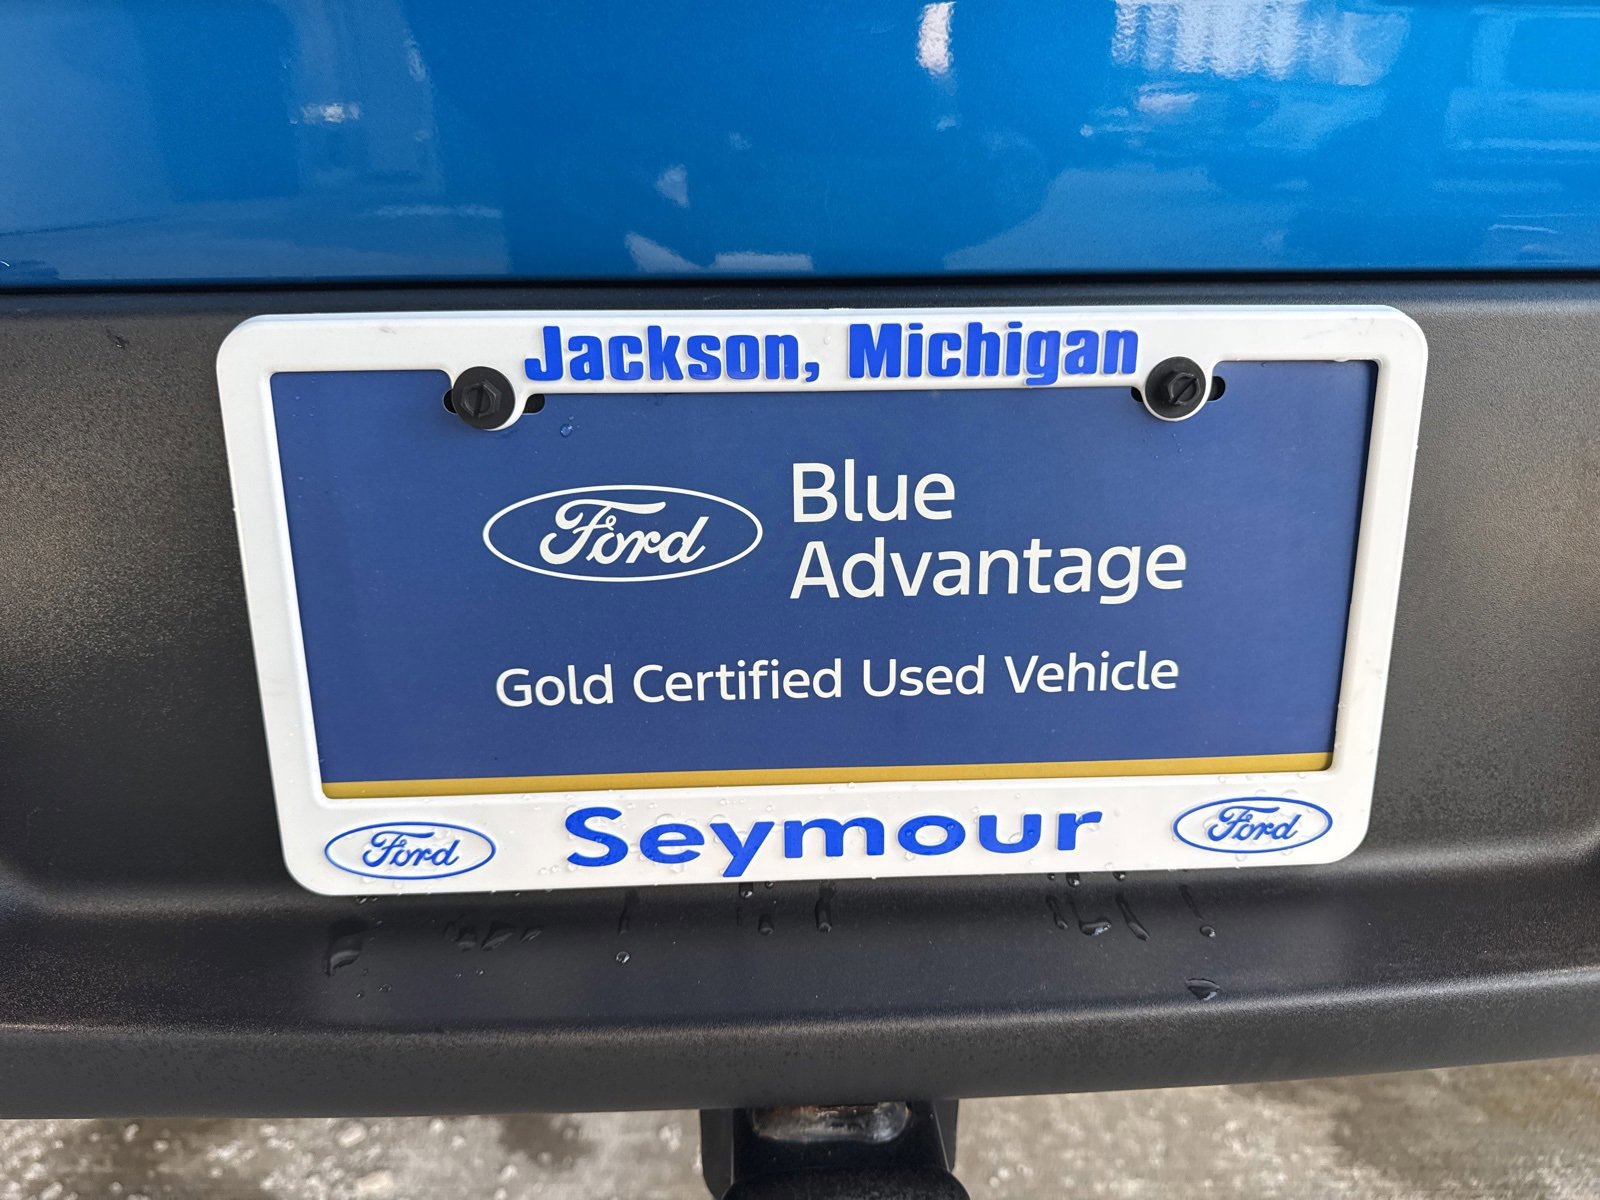 Jackson, Michigan
Ford
Blue
Advantage
Gold Certified Used Vehicle
Ford Seymour Ford